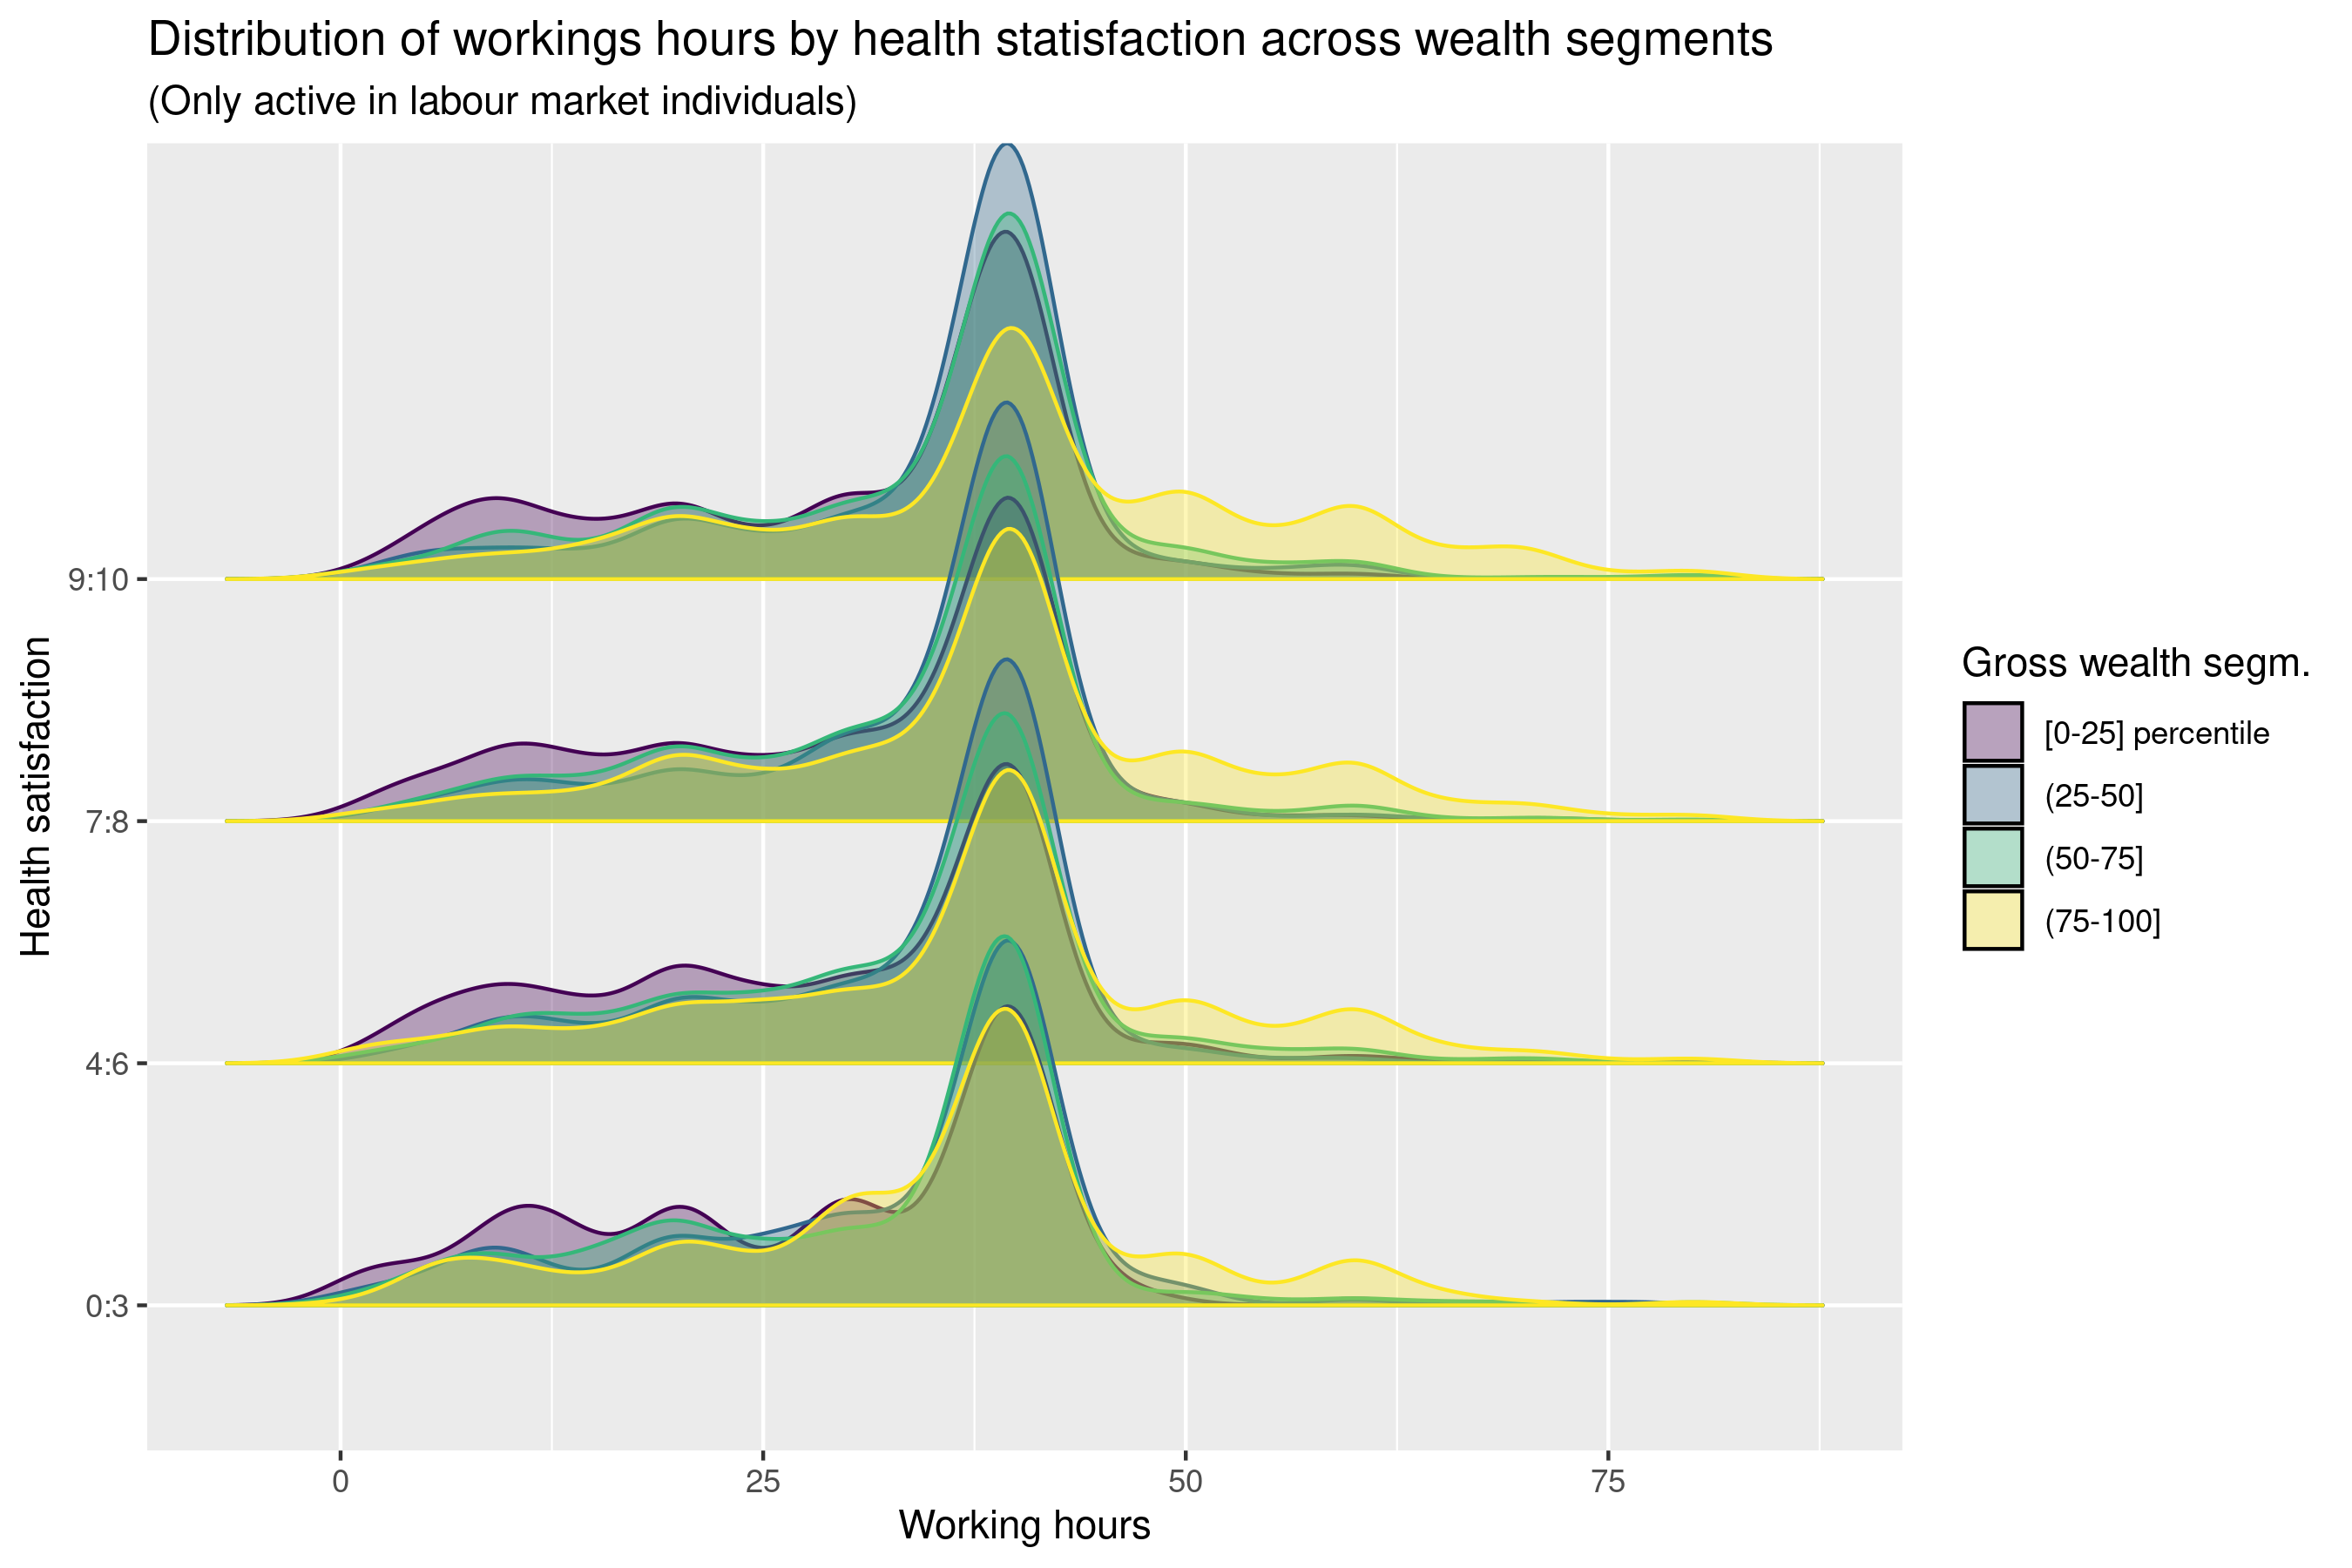 Distribution of workings hours by health statisfaction across wealth segments
(Only active in labour market individuals)
Health satisfaction
9:10
7:8
4:6
0:3
0
25
50
75
Working hours
Gross wealth segm.
[0-25] percentile
(25-50]
(50-75]
(75-100]